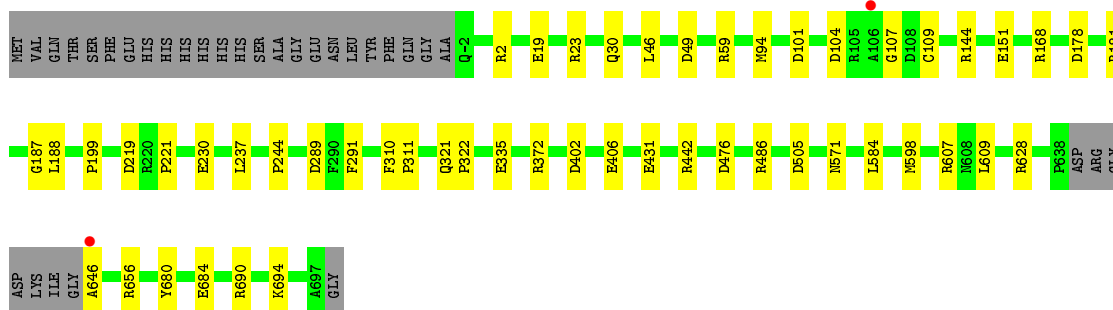 MET VAL GLN THR SER PHE GLU HIS HIS HIS HIS HIS HIS SER ALA GLY GLU ASN LEU TYR PHE GLN GLY ALA Q-2 R2 E19 R23 Q30 L46 D49 R59 M94 D101 D104 R105 A106 G107 D108 C109 R144 E151 R168 D178
G187 L188 P199 D219 R220 P221 E230 L237 P244 D289 F290 F291 F310 P311 Q321 P322 E335 R372 D402 E406 E431 R442 D476 R486 D505 N571 L584 M598 R607 N608 L609 R628 P638 ASP ARG
ASP LYS ILE GLY A646 R656 Y680 E684 R690 K694 A697 GLY